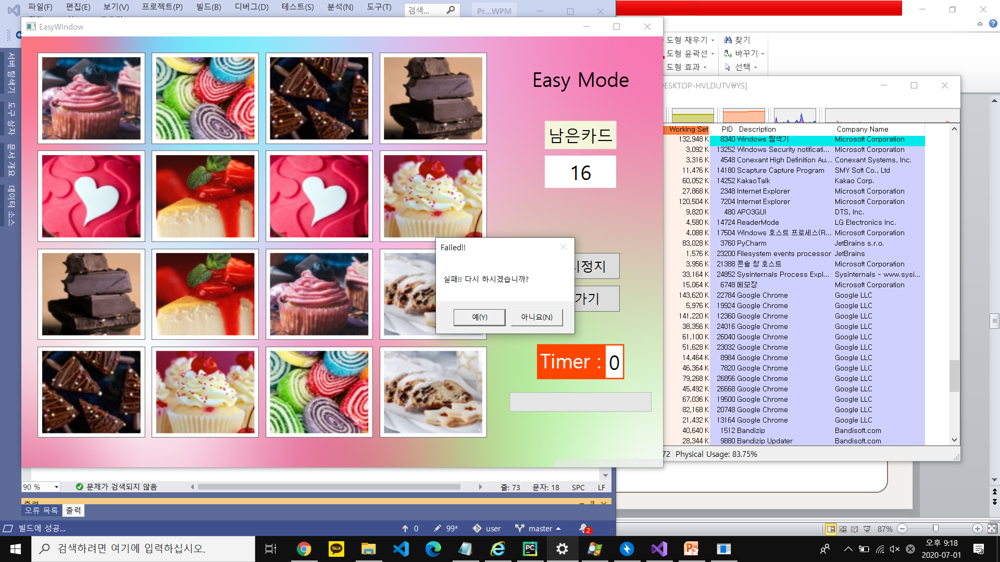 파일(F) 편집(E) 보기(V) 프로젝트(P) 빌드(B) 디버그(D) 테스트(S) 분석(N) 도구(T) 검색... Pr...WPM
EasyWindow
서버 탐색기
도구 상자
문서 개요
데이터 소스
Easy Mode
남은카드
16
시정지
가기
Failed!!
실패!! 다시 하시겠습니까?
예(Y) 아니요(N)
Timer : 0
도형 채우기 찾기
도형 윤곽선 바꾸기
도형 효과 선택
DESKTOP-HVLDUTV₩YS]
Working Set PID Description Company Name
132,948 K 8340 Windows 탐색기 Microsoft Corporation
3,092 K 13252 Windows Security notificati... Microsoft Corporation
3,316 K 4548 Conexant High Definition Au... Conexant Systems, Inc.
11,476 K 14180 Scapture Capture Program SMY Soft Co., Ltd
60,052 K 14252 KakaoTalk Kakao Corp.
27,868 K 2348 Internet Explorer Microsoft Corporation
120,504 K 7204 Internet Explorer Microsoft Corporation
9,820 K 480 APO3GUI DTS, Inc.
4,580 K 14724 ReaderMode LG Electronics Inc.
4,088 K 17504 Windows 호스트 프로세스(R... Microsoft Corporation
83,028 K 3760 PyCharm JetBrains s.r.o.
1,576 K 23200 Filesystem events processor JetBrains
3,956 K 21388 콘솔 창 호스트 Microsoft Corporation
33,164 K 24852 Sysinternals Process Expl... Sysinternals - www.sysi...
15,064 K 6748 메모장 Microsoft Corporation
143,620 K 22784 Google Chrome Google LLC
5,976 K 19924 Google Chrome Google LLC
141,220 K 12360 Google Chrome Google LLC
38,356 K 24016 Google Chrome Google LLC
61,100 K 26040 Google Chrome Google LLC
51,628 K 23032 Google Chrome Google LLC
14,464 K 8984 Google Chrome Google LLC
46,364 K 7820 Google Chrome Google LLC
79,268 K 26856 Google Chrome Google LLC
45,492 K 26668 Google Chrome Google LLC
67,036 K 19500 Google Chrome Google LLC
82,168 K 20748 Google Chrome Google LLC
21,432 K 13164 Google Chrome Google LLC
40,640 K 1512 Bandizip Bandisoft.com
28,344 K 9880 Bandizip Updater Bandisoft.com
72 Physical Usage: 83.75%
90 % 문제가 검색되지 않음 줄: 73 문자: 18 SPC LF
출력
오류 목록 출력
빌드에 성공... 0 99* user master 2
87%
검색하려면 여기에 입력하십시오.
TALK
PC
오후 9:18
2020-07-01